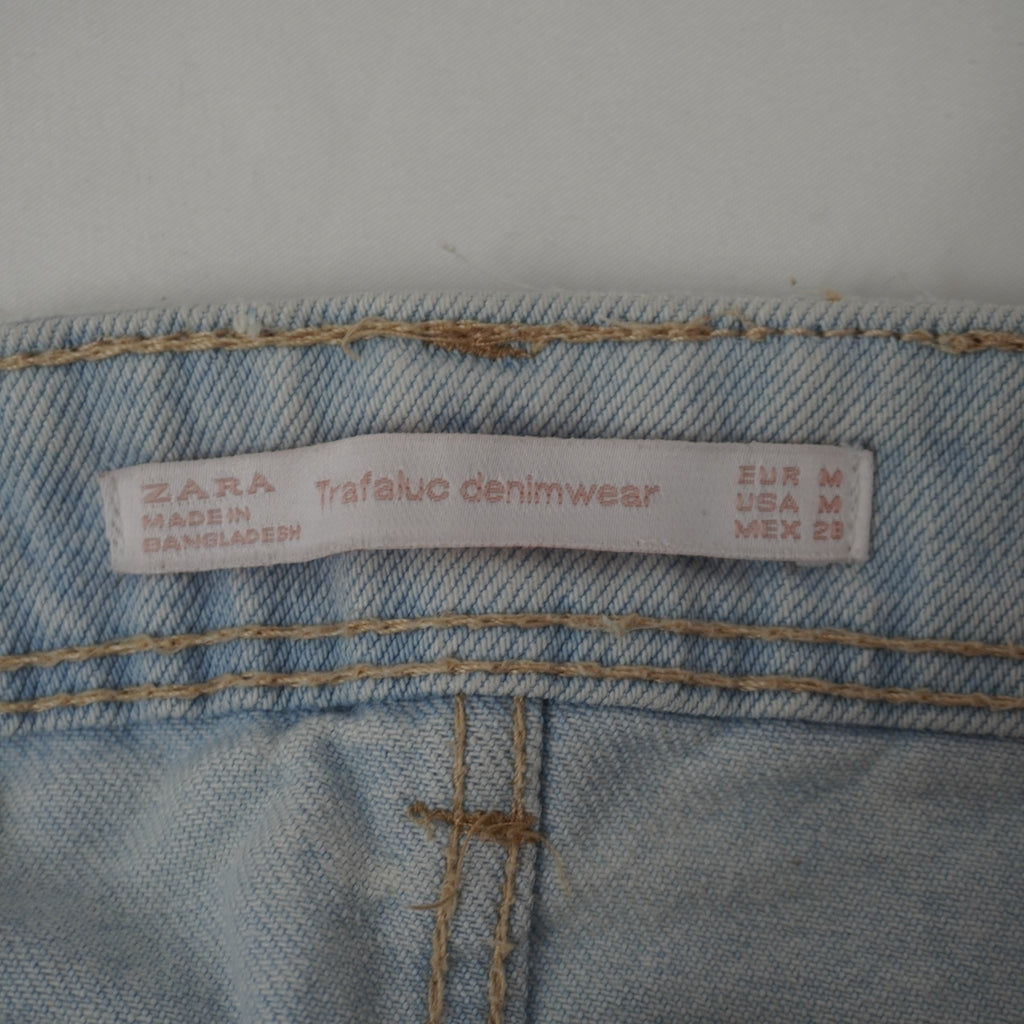 ZARA
MADE IN
BANGLADESH
Trafaluc denimwear
EUR M
USA M
MEX 28